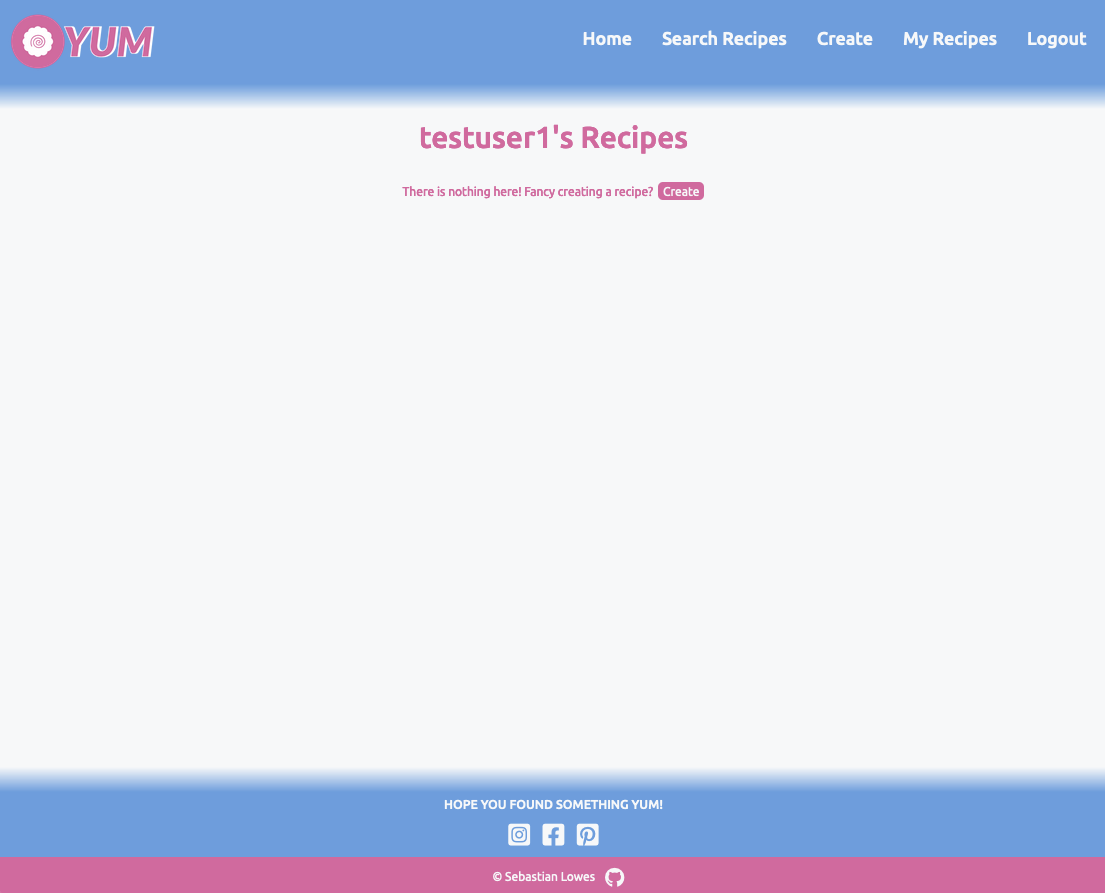 YUM
Home Search Recipes Create My Recipes Logout
testuser1's Recipes
There is nothing here! Fancy creating a recipe? Create
HOPE YOU FOUND SOMETHING YUM!
© Sebastian Lowes